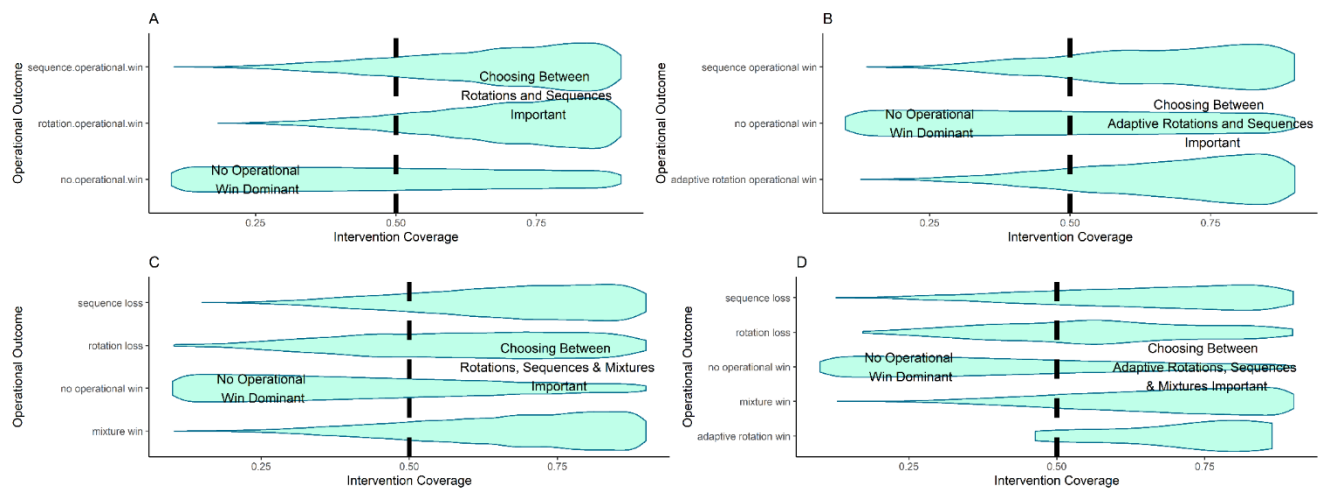 A
Operational Outcome
sequence.operational.win
rotation.operational.win
no.operational.win
Choosing Between
Rotations and Sequences
Important
No Operational
Win Dominant
0.25
0.50
0.75
Intervention Coverage
B
Operational Outcome
sequence operational win
no operational win
adaptive rotation operational win
No Operational
Win Dominant
Choosing Between
Adaptive Rotations and Sequences
Important
0.25
0.50
0.75
Intervention Coverage
C
Operational Outcome
sequence loss
rotation loss
no operational win
mixture win
Choosing Between
Rotations, Sequences & Mixtures
Important
No Operational
Win Dominant
0.25
0.50
0.75
Intervention Coverage
D
Operational Outcome
sequence loss
rotation loss
no operational win
mixture win
adaptive rotation win
No Operational
Win Dominant
Choosing Between
Adaptive Rotations, Sequences
& Mixtures Important
0.25
0.50
0.75
Intervention Coverage